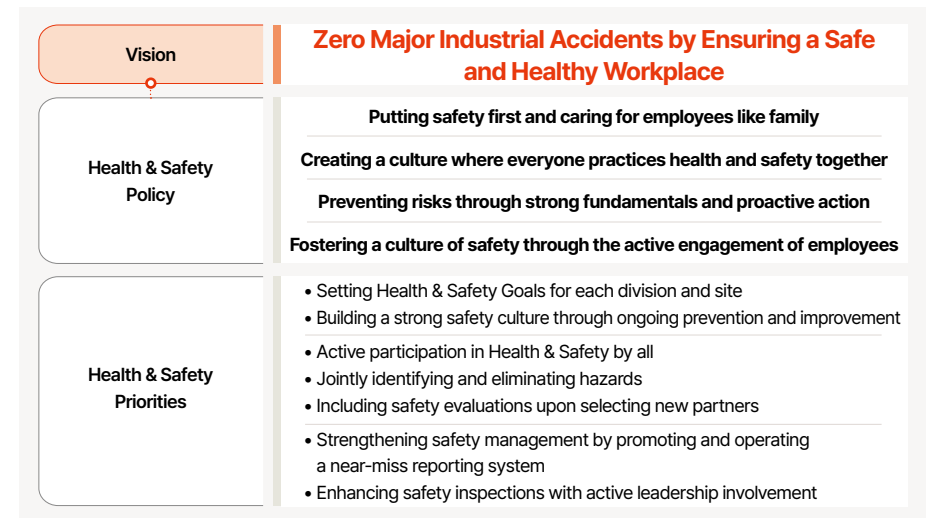 Vision
Zero Major Industrial Accidents by Ensuring a Safe
and Healthy Workplace
Health & Safety
Policy
Putting safety first and caring for employees like family
Creating a culture where everyone practices health and safety together
Preventing risks through strong fundamentals and proactive action
Fostering a culture of safety through the active engagement of employees
Health & Safety
Priorities
• Setting Health & Safety Goals for each division and site
• Building a strong safety culture through ongoing prevention and improvement
• Active participation in Health & Safety by all
• Jointly identifying and eliminating hazards
• Including safety evaluations upon selecting new partners
• Strengthening safety management by promoting and operating
a near-miss reporting system
• Enhancing safety inspections with active leadership involvement